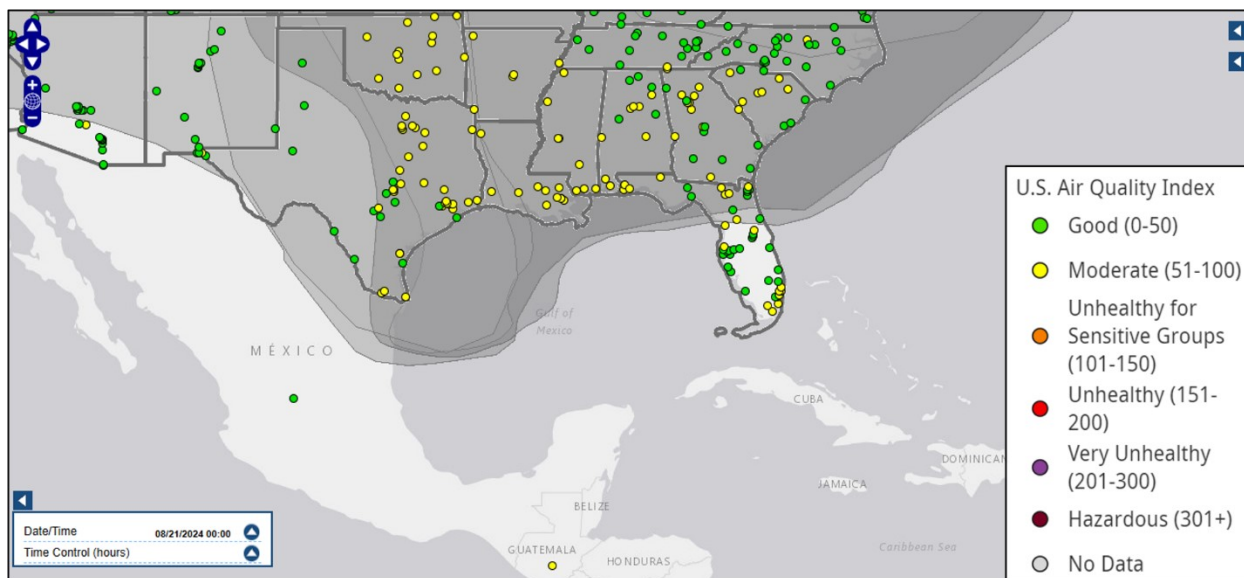 +
−
MÉXICO
Gulf of
Mexico
CUBA
DOMINICAN
JAMAICA
BELIZE
GUATEMALA
HONDURAS
Caribbean Sea
Date/Time 08/21/2024 00:00
Time Control (hours)
U.S. Air Quality Index
Good (0-50)
Moderate (51-100)
Unhealthy for
Sensitive Groups
(101-150)
Unhealthy (151-
200)
Very Unhealthy
(201-300)
Hazardous (301+)
No Data